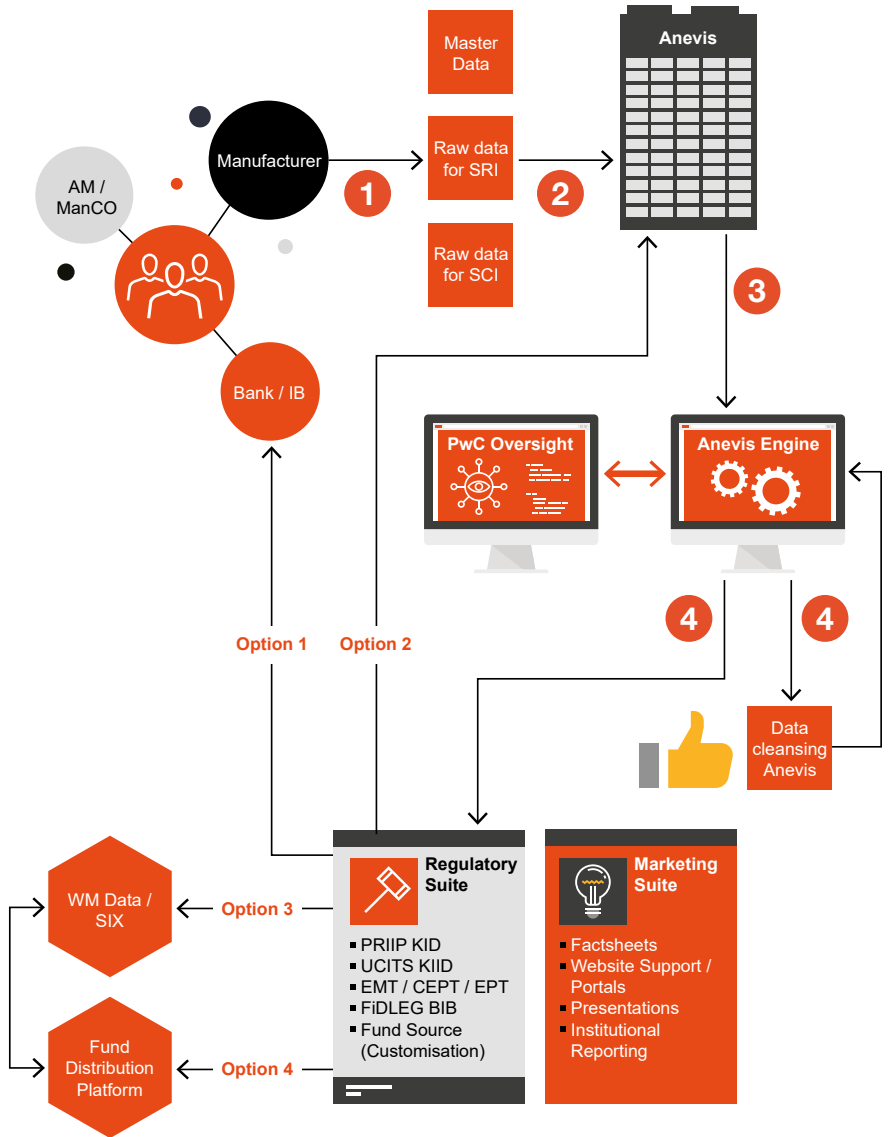 Master
Data
Anevis
Manufacturer
AM /
ManCO
1
Raw data
for SRI
2
Raw data
for SCI
3
Bank / IB
PwC Oversight
Anevis Engine
4
4
Option 1
Option 2
Data
cleansing
Anevis
Regulatory
Suite
PRIIP KID
UCITS KIID
EMT / CEPT / EPT
FiDLEG BIB
Fund Source
(Customisation)
Marketing
Suite
Factsheets
Website Support /
Portals
Presentations
Institutional
Reporting
WM Data /
SIX
Option 3
Fund
Distribution
Platform
Option 4